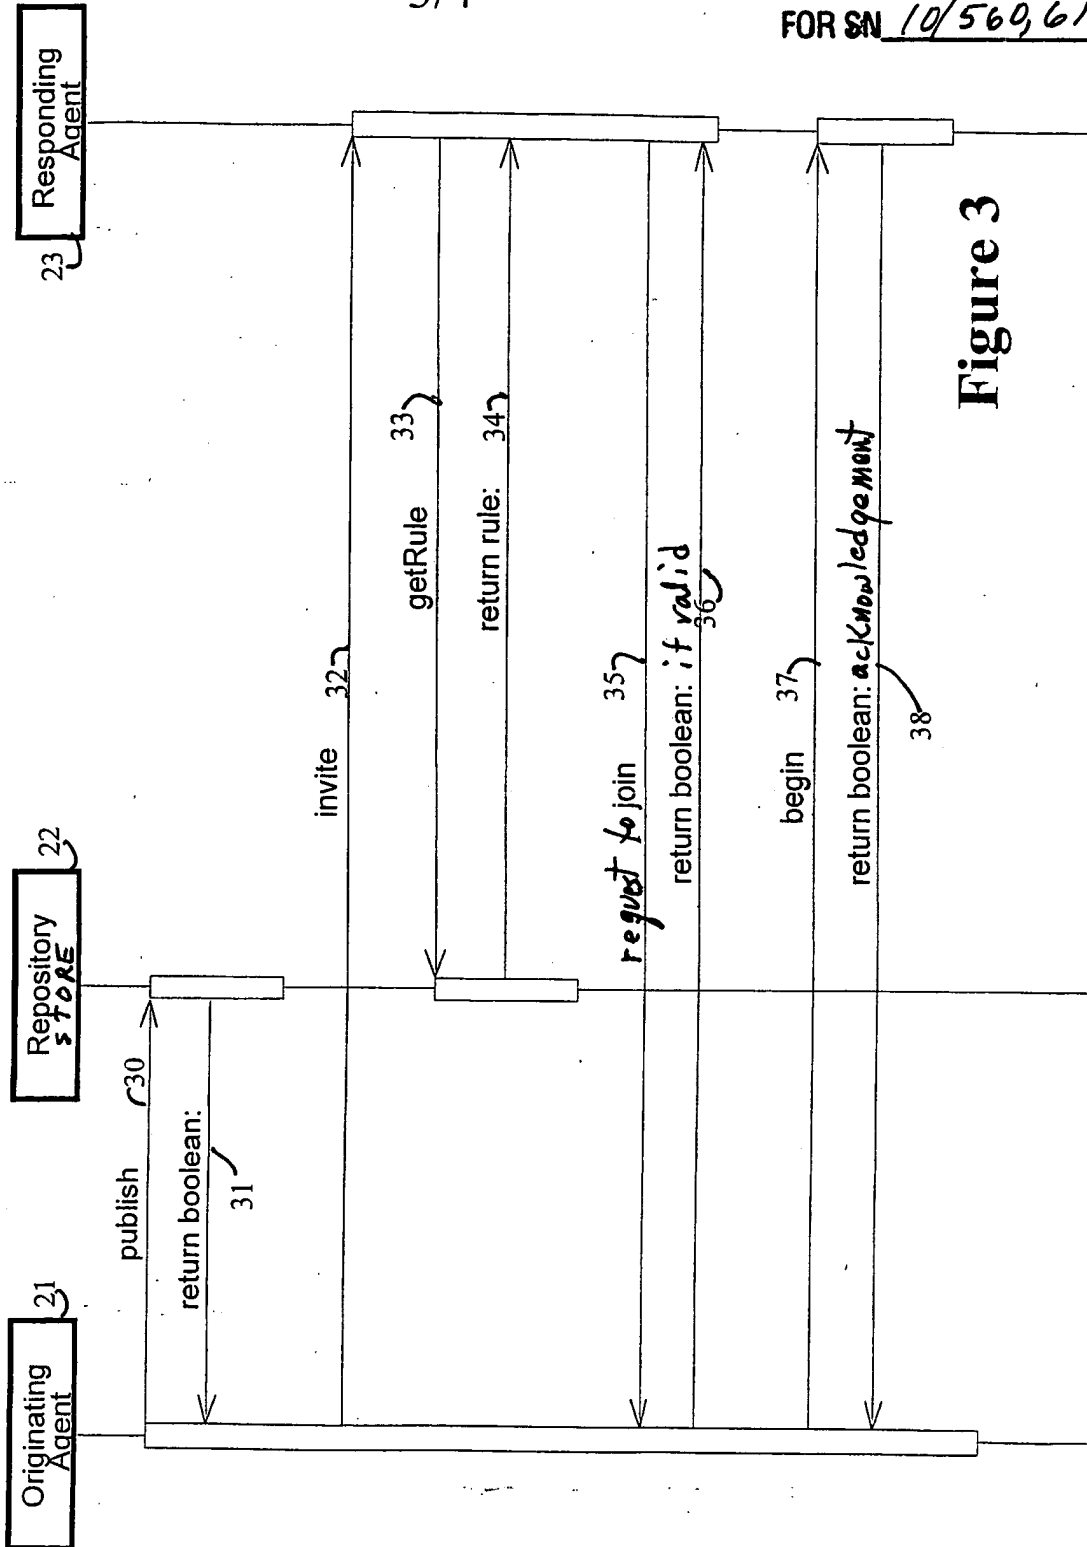 FOR SN 10/560,61
Originating
Agent
21
Repository
STORE
22
Responding
Agent
23
publish 30
return boolean:
31
invite 32
getRule 33
return rule: 34
request to join 35
return boolean: if valid
36
begin 37
return boolean: acknowledgement
38
Figure 3